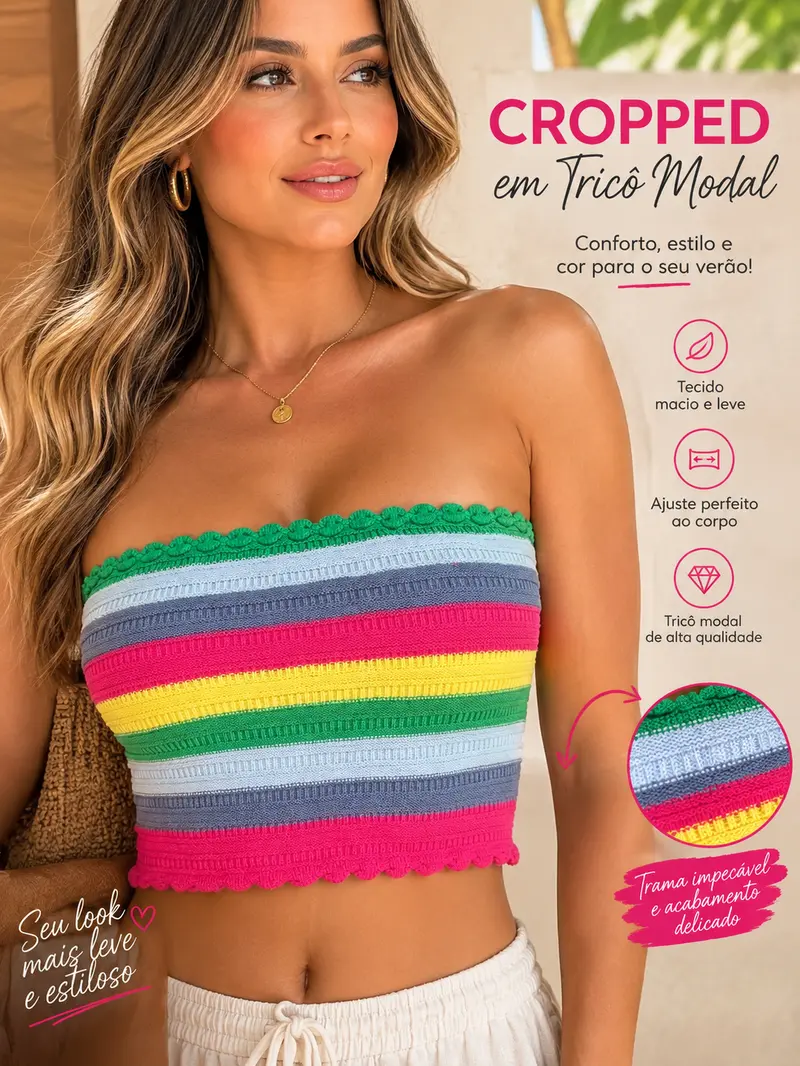 CROPPED
em Tricô Modal
Conforto, estilo e
cor para o seu verão!
Tecido
macio e leve
Ajuste perfeito
ao corpo
Tricô modal
de alta qualidade
Trama impecável
e acabamento
delicado
Seu look
mais leve
e estiloso